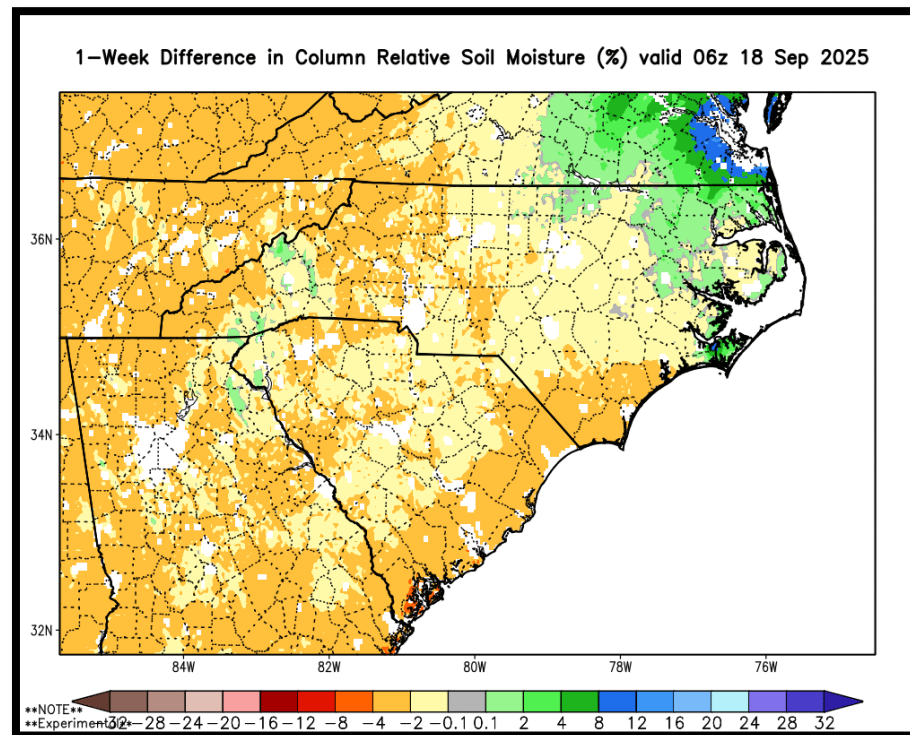 1-Week Difference in Column Relative Soil Moisture (%) valid 06z 18 Sep 2025
36N
34N
32N
84W 82W 80W 78W 76W
**NOTE**
**Experimental** -32 -28 -24 -20 -16 -12 -8 -4 -2 -0.1 0.1 2 4 8 12 16 20 24 28 32